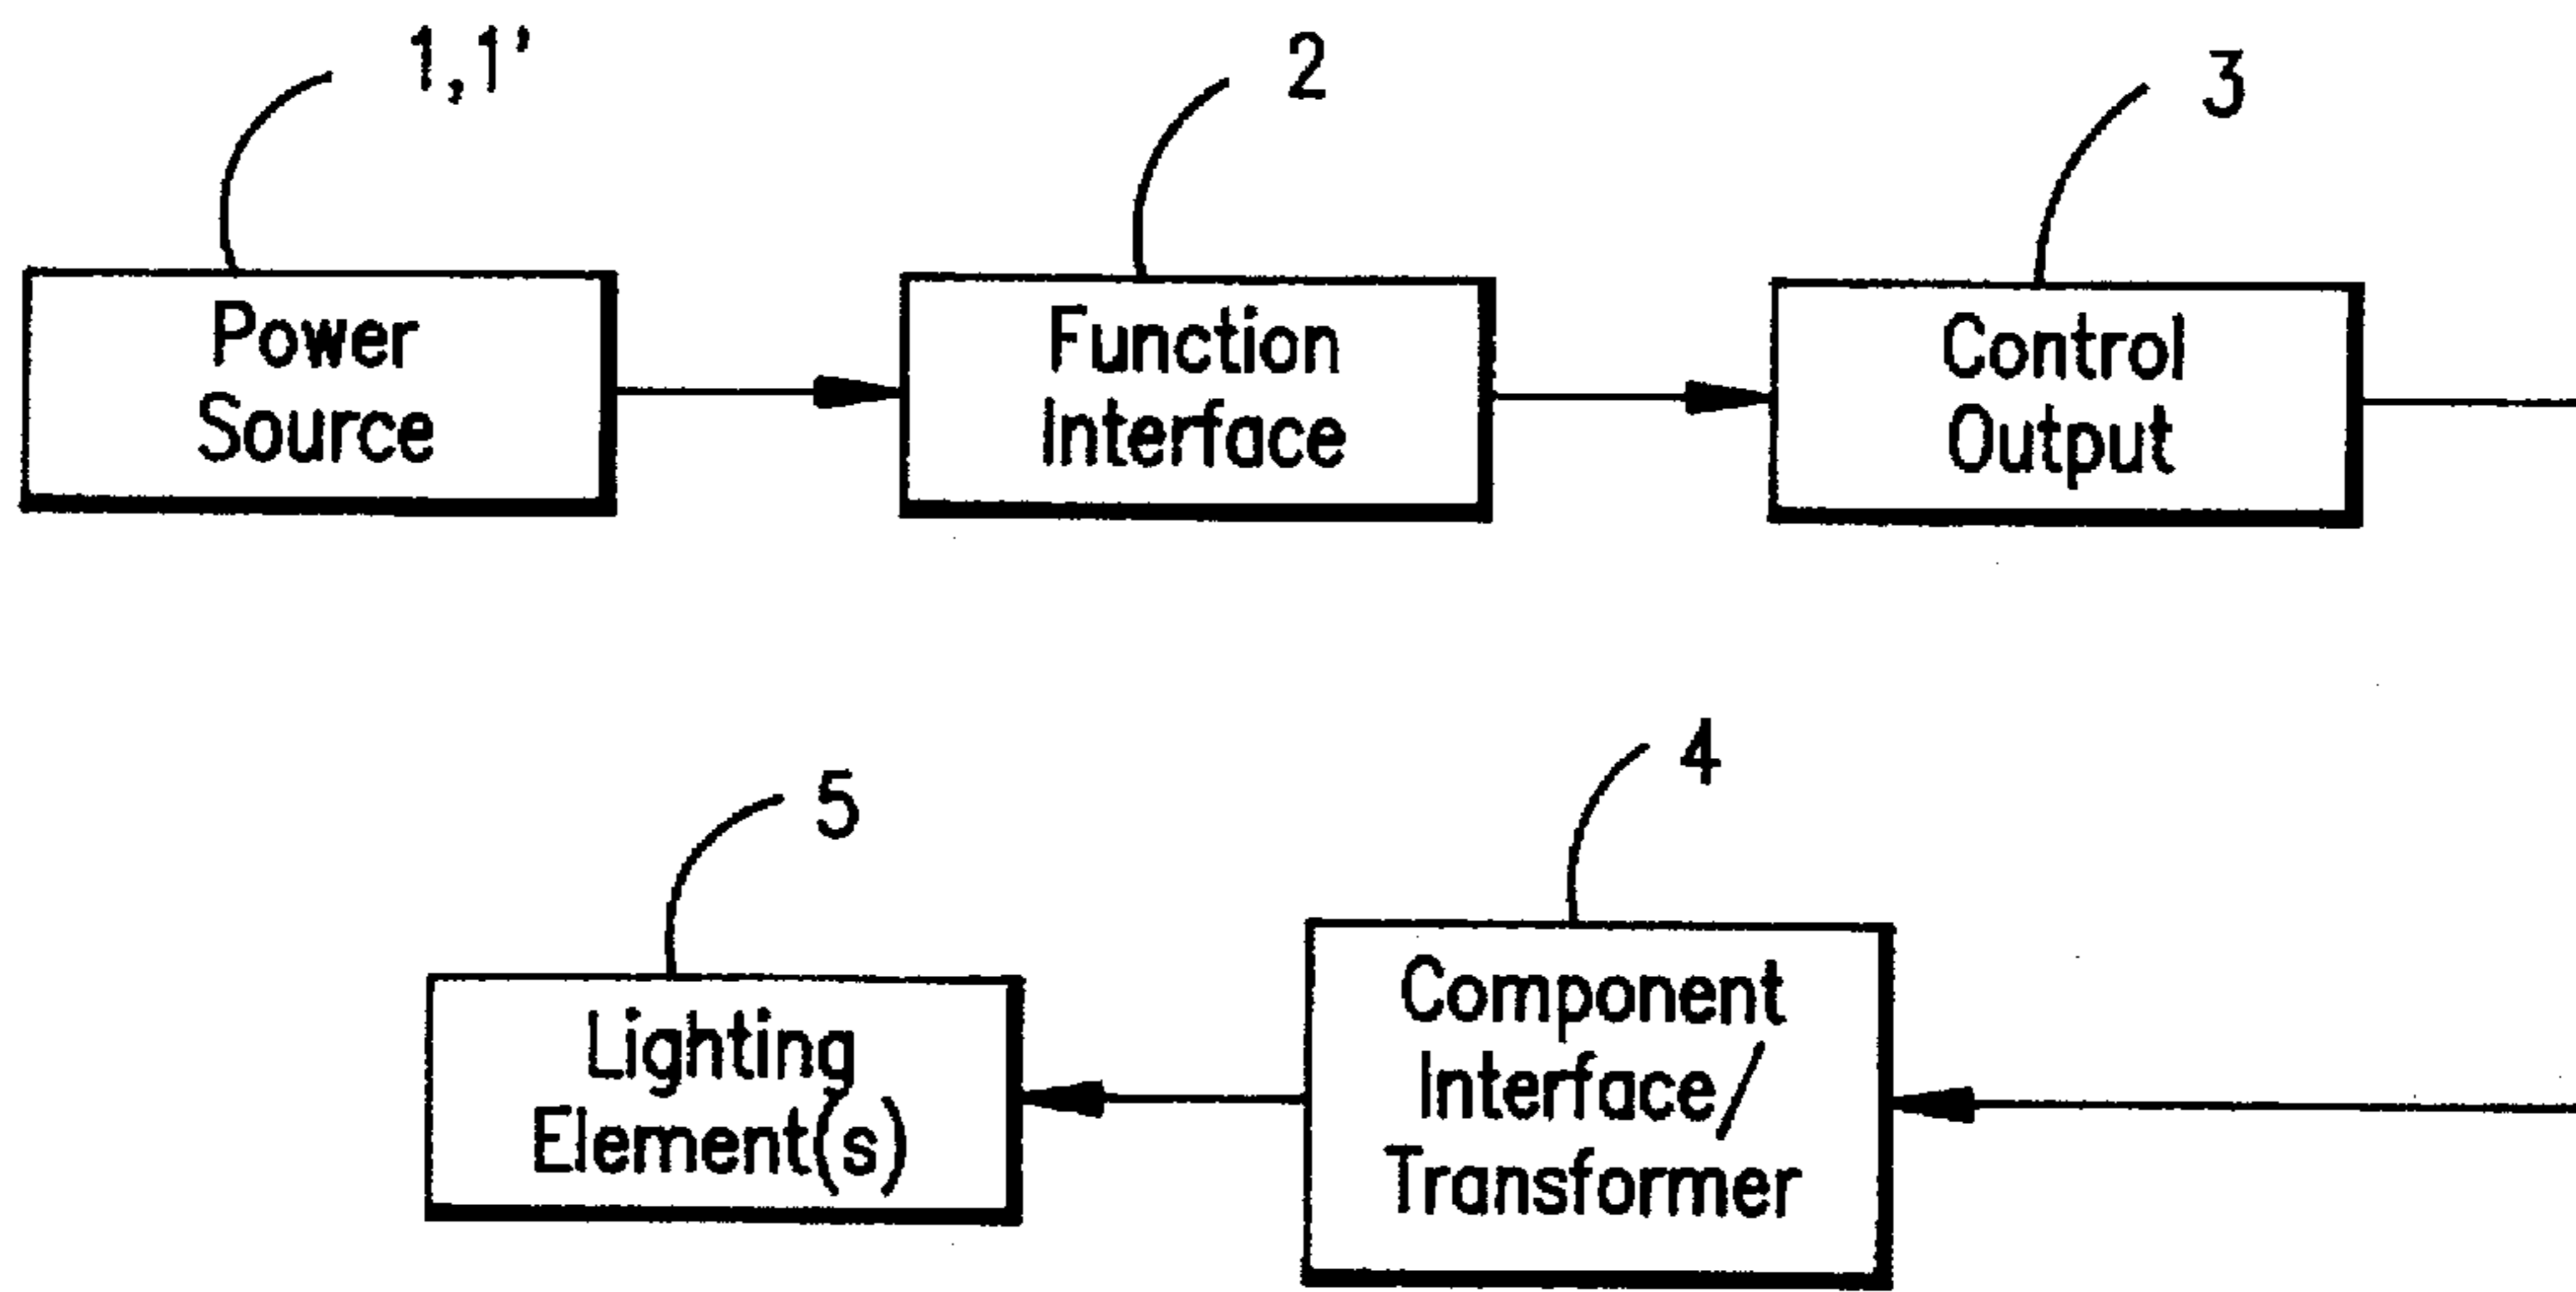 1,1'
2
3
Power
Source
Function
Interface
Control
Output
5
4
Lighting
Element(s)
Component
Interface/
Transformer